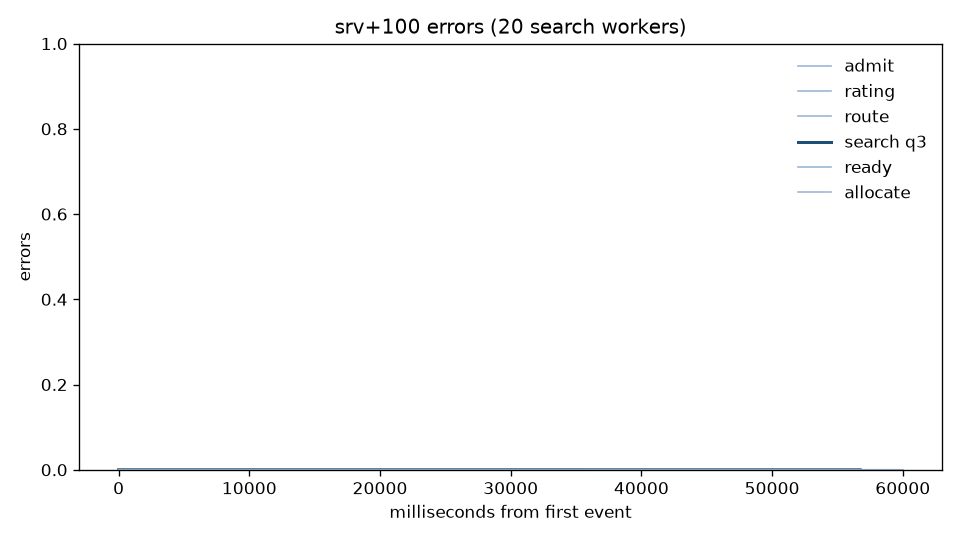 srv+100 errors (20 search workers)
1.0
0.8
0.6
0.4
0.2
0.0
errors
admit
rating
route
search q3
ready
allocate
0 10000 20000 30000 40000 50000 60000
milliseconds from first event